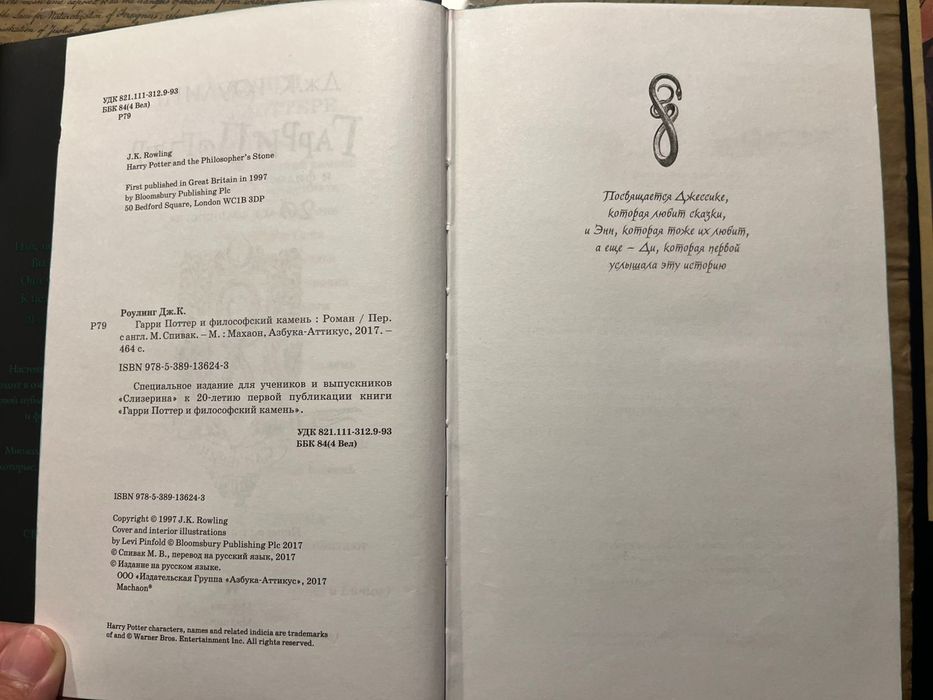 УДК 821.111-312.9-93
ББК 84(4 Вел)
Р79
J.K. Rowling
Harry Potter and the Philosopher's Stone
First published in Great Britain in 1997
by Bloomsbury Publishing Plc
50 Bedford Square, London WC1B 3DP
Роулинг Дж.К.
Р79
Гарри Поттер и философский камень : Роман / Пер.
с англ. М. Спивак. – М. : Махаон, Азбука-Аттикус, 2017. –
464 с.
ISBN 978-5-389-13624-3
Специальное издание для учеников и выпускников
«Слизерина» к 20-летию первой публикации книги
«Гарри Поттер и философский камень».
УДК 821.111-312.9-93
ББК 84(4 Вел)
ISBN 978-5-389-13624-3
Copyright © 1997 J.K. Rowling
Cover and interior illustrations
by Levi Pinfold © Bloomsbury Publishing Plc 2017
© Спивак М. В., перевод на русский язык, 2017
© Издание на русском языке.
ООО «Издательская Группа «Азбука-Аттикус», 2017
Machaon®
Harry Potter characters, names and related indicia are trademarks
of and © Warner Bros. Entertainment Inc. All rights reserved.
Посвящается Джессике,
которая любит сказки,
и Энн, которая тоже их любит,
а еще – Ди, которая первой
услышала эту историю